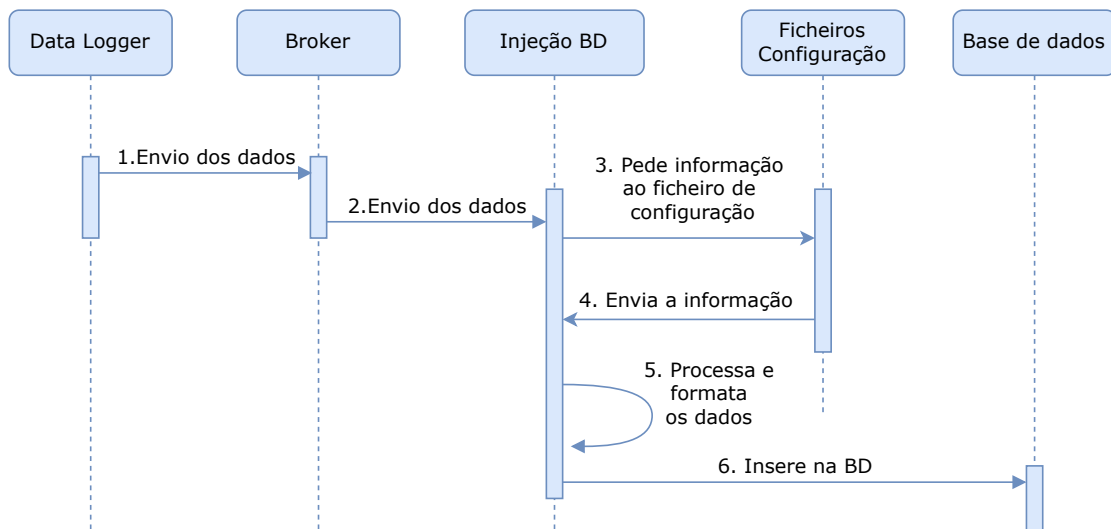 Data Logger
Broker
Injeção BD
Ficheiros
Configuração
Base de dados
1.Envio dos dados
2.Envio dos dados
3. Pede informação
ao ficheiro de
configuração
4. Envia a informação
5. Processa e
formata
os dados
6. Insere na BD